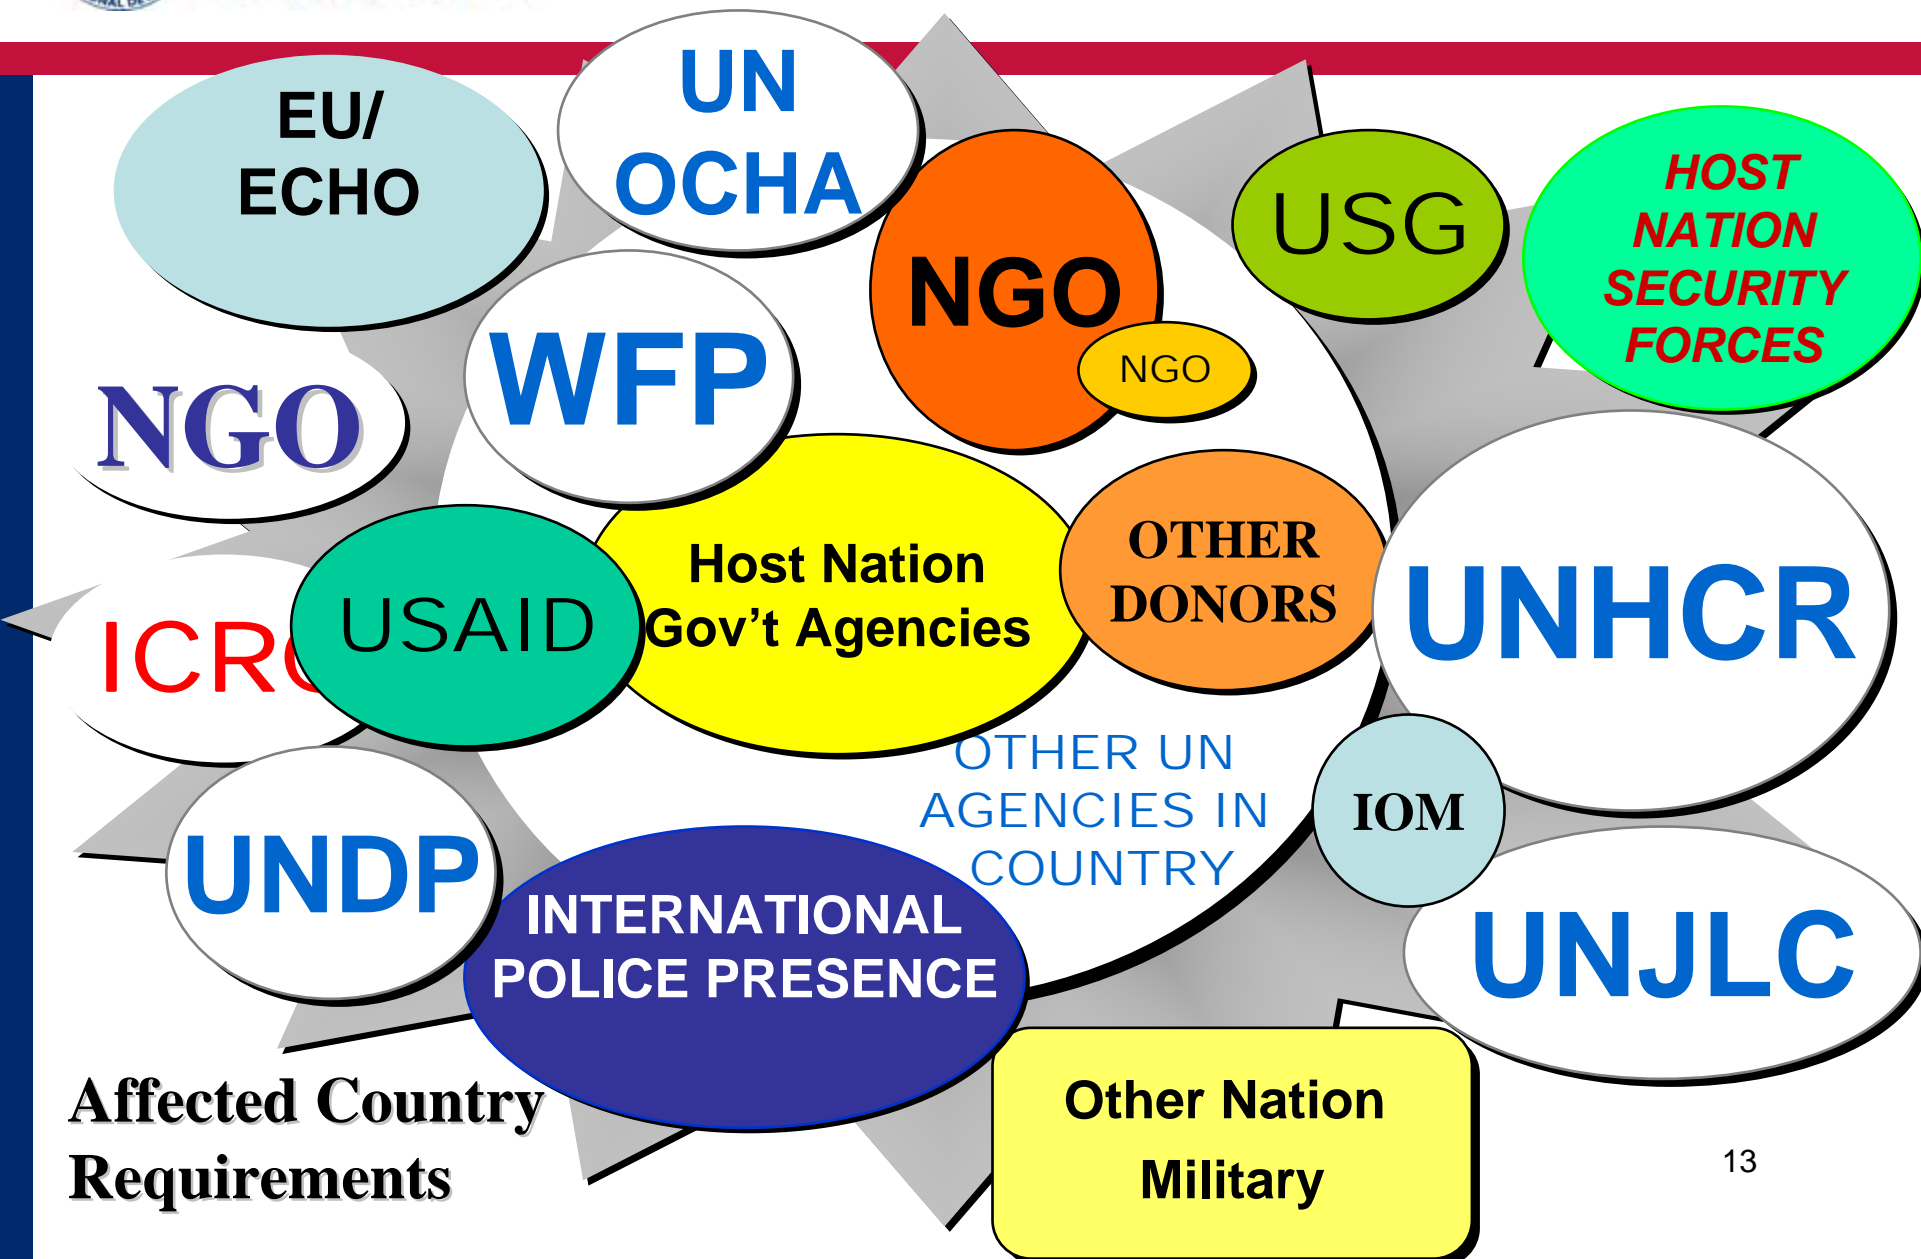 EU/
ECHO
UN
OCHA
NGO
NGO
USG
HOST
NATION
SECURITY
FORCES
WFP
NGO
Host Nation
Gov't Agencies
OTHER
DONORS
UNHCR
USAID
ICRC
OTHER UN
AGENCIES IN
COUNTRY
IOM
UNDP
INTERNATIONAL
POLICE PRESENCE
UNJLC
Affected Country
Requirements
Other Nation
Military
13